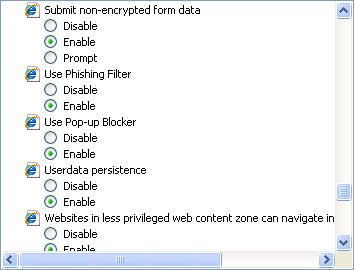 Submit non-encrypted form data
Disable
Enable
Prompt
Use Phishing Filter
Disable
Enable
Use Pop-up Blocker
Disable
Enable
Userdata persistence
Disable
Enable
Websites in less privileged web content zone can navigate in
Disable
Enable